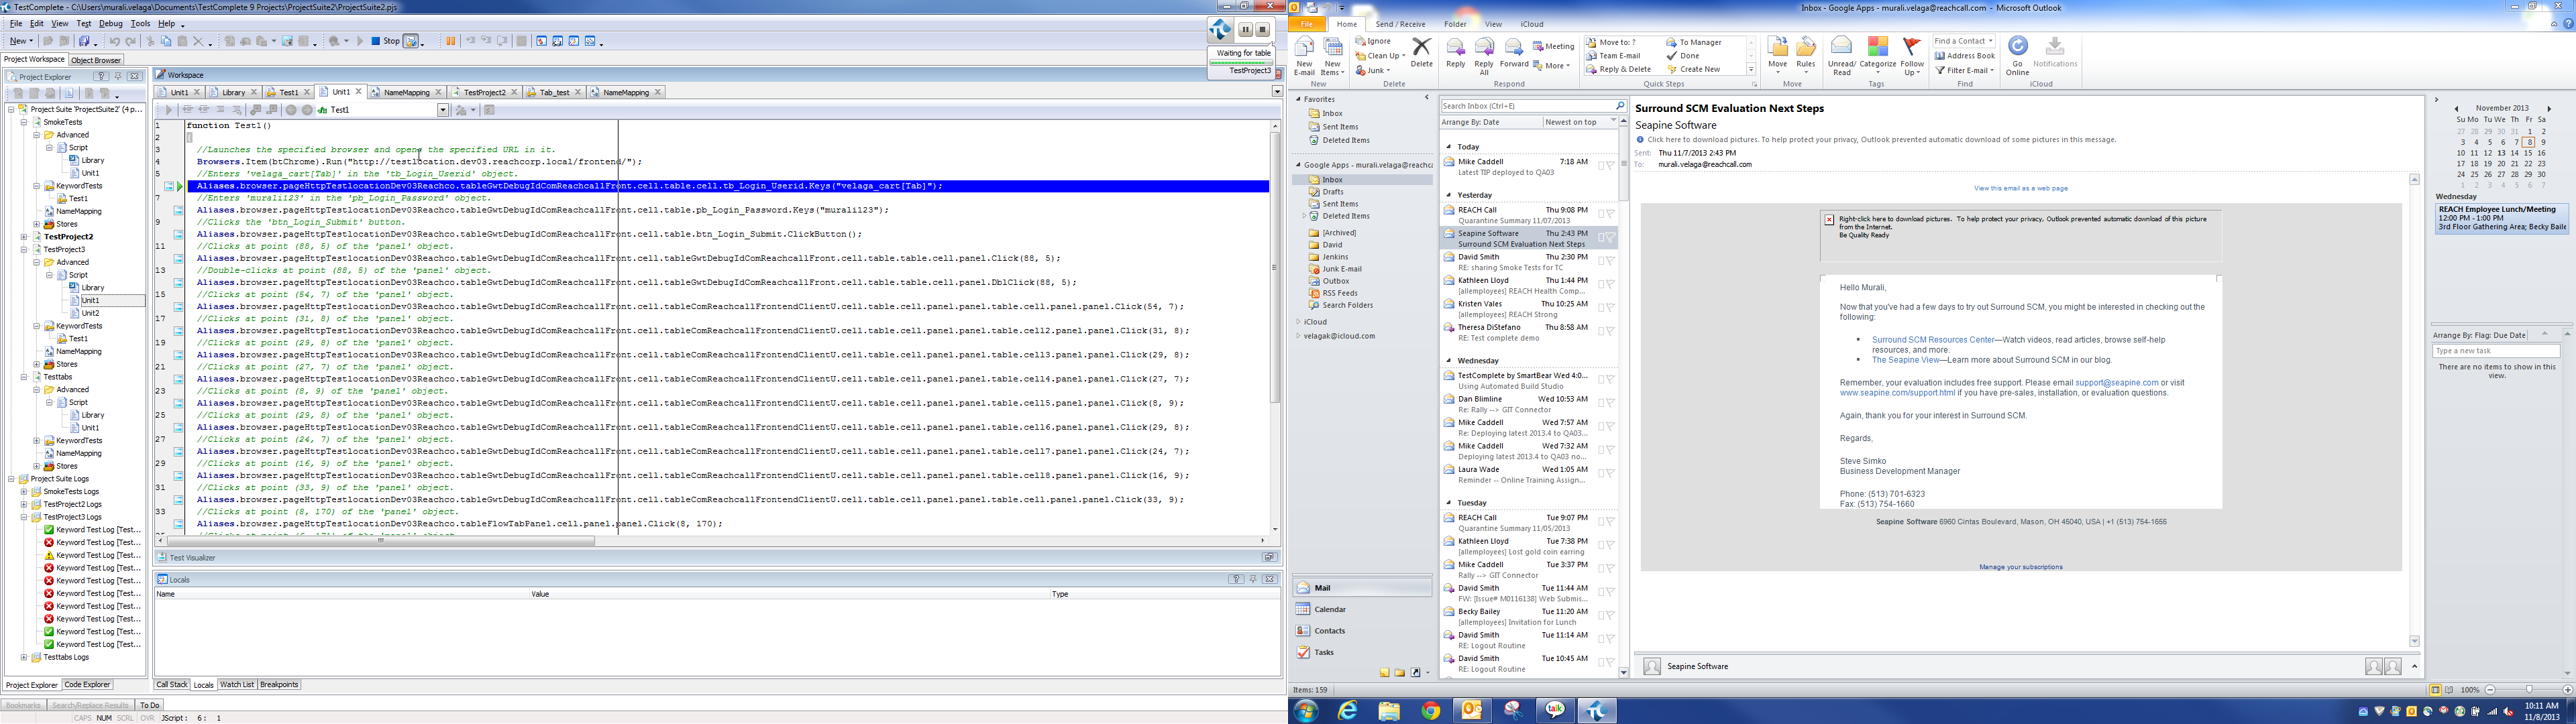 TestComplete - C:\Users\murali.velaga\Documents\TestComplete 9 Projects\ProjectSuite2\ProjectSuite2.pjs
File Edit View Test Debug Tools Help
New
Stop
Waiting for table
TestProject3
Project Workspace Object Browser
Project Explorer
Project Suite 'ProjectSuite2' (4 p...
SmokeTests
Advanced
Script
Library
Unit1
KeywordTests
Test1
NameMapping
Stores
TestProject2
TestProject3
Advanced
Script
Library
Unit1
Unit2
KeywordTests
Test1
NameMapping
Stores
Testtabs
Advanced
Script
Library
Unit1
KeywordTests
NameMapping
Stores
Project Suite Logs
SmokeTests Logs
TestProject2 Logs
TestProject3 Logs
Keyword Test Log [Test...
Keyword Test Log [Test...
Keyword Test Log [Test...
Keyword Test Log [Test...
Keyword Test Log [Test...
Keyword Test Log [Test...
Keyword Test Log [Test...
Keyword Test Log [Test...
Keyword Test Log [Test...
Keyword Test Log [Test...
Testtabs Logs
Project Explorer Code Explorer
Bookmarks Search/Replace Results To Do
CAPS NUM SCRL OVR JScript: 6: 1
Workspace
Unit1 Library Test1 Unit1 NameMapping TestProject2 Tab_test NameMapping
Test1
1 function Test1()
2 {
3 //Launches the specified browser and opens the specified URL in it.
4 Browsers.Item(btChrome).Run("http://testlocation.dev03.reachcorp.local/frontend/");
5 //Enters 'velaga_cart[Tab]' in the 'tb_Login_Userid' object.
Aliases.browser.pageHttpTestlocationDev03Reachco.tableGwtDebugIdComReachcallFront.cell.table.cell.tb_Login_Userid.Keys("velaga_cart[Tab]");
7 //Enters 'murali123' in the 'pb_Login_Password' object.
Aliases.browser.pageHttpTestlocationDev03Reachco.tableGwtDebugIdComReachcallFront.cell.table.pb_Login_Password.Keys("murali123");
9 //Clicks the 'btn_Login_Submit' button.
Aliases.browser.pageHttpTestlocationDev03Reachco.tableGwtDebugIdComReachcallFront.cell.table.btn_Login_Submit.ClickButton();
11 //Clicks at point (88, 5) of the 'panel' object.
Aliases.browser.pageHttpTestlocationDev03Reachco.tableGwtDebugIdComReachcallFront.cell.tableGwtDebugIdComReachcallFront.cell.table.table.cell.panel.Click(88, 5);
13 //Double-clicks at point (88, 5) of the 'panel' object.
Aliases.browser.pageHttpTestlocationDev03Reachco.tableGwtDebugIdComReachcallFront.cell.tableGwtDebugIdComReachcallFront.cell.table.table.cell.panel.DblClick(88, 5);
15 //Clicks at point (54, 7) of the 'panel' object.
Aliases.browser.pageHttpTestlocationDev03Reachco.tableGwtDebugIdComReachcallFront.cell.tableComReachcallFrontendClientU.cell.table.cell.panel.panel.table.cell.panel.panel.Click(54, 7);
17 //Clicks at point (31, 8) of the 'panel' object.
Aliases.browser.pageHttpTestlocationDev03Reachco.tableGwtDebugIdComReachcallFront.cell.tableComReachcallFrontendClientU.cell.table.cell.panel.panel.table.cell2.panel.panel.Click(31, 8);
19 //Clicks at point (29, 8) of the 'panel' object.
Aliases.browser.pageHttpTestlocationDev03Reachco.tableGwtDebugIdComReachcallFront.cell.tableComReachcallFrontendClientU.cell.table.cell.panel.panel.table.cell3.panel.panel.Click(29, 8);
21 //Clicks at point (27, 7) of the 'panel' object.
Aliases.browser.pageHttpTestlocationDev03Reachco.tableGwtDebugIdComReachcallFront.cell.tableComReachcallFrontendClientU.cell.table.cell.panel.panel.table.cell4.panel.panel.Click(27, 7);
23 //Clicks at point (8, 9) of the 'panel' object.
Aliases.browser.pageHttpTestlocationDev03Reachco.tableGwtDebugIdComReachcallFront.cell.tableComReachcallFrontendClientU.cell.table.cell.panel.panel.table.cell5.panel.panel.Click(8, 9);
25 //Clicks at point (29, 8) of the 'panel' object.
Aliases.browser.pageHttpTestlocationDev03Reachco.tableGwtDebugIdComReachcallFront.cell.tableComReachcallFrontendClientU.cell.table.cell.panel.panel.table.cell6.panel.panel.Click(29, 8);
27 //Clicks at point (24, 7) of the 'panel' object.
Aliases.browser.pageHttpTestlocationDev03Reachco.tableGwtDebugIdComReachcallFront.cell.tableComReachcallFrontendClientU.cell.table.cell.panel.panel.table.cell7.panel.panel.Click(24, 7);
29 //Clicks at point (16, 9) of the 'panel' object.
Aliases.browser.pageHttpTestlocationDev03Reachco.tableGwtDebugIdComReachcallFront.cell.tableComReachcallFrontendClientU.cell.table.cell.panel.panel.table.cell8.panel.panel.Click(16, 9);
31 //Clicks at point (33, 9) of the 'panel' object.
Aliases.browser.pageHttpTestlocationDev03Reachco.tableGwtDebugIdComReachcallFront.cell.tableComReachcallFrontendClientU.cell.table.cell.panel.panel.table.cell.panel.panel.Click(33, 9);
33 //Clicks at point (8, 170) of the 'panel' object.
Aliases.browser.pageHttpTestlocationDev03Reachco.tableFlowTabPanel.cell.panel.panel.Click(8, 170);
Test Visualizer
Locals
Name Value Type
Call Stack Locals Watch List Breakpoints
Inbox - Google Apps - murali.velaga@reachcall.com - Microsoft Outlook
File Home Send / Receive Folder View iCloud
New E-mail New Items
Ignore Clean Up Junk Delete
Reply Reply All Forward Meeting More
Move to: ? To Manager
Team E-mail Done
Reply & Delete Create New
Move Rules
Unread/ Read Categorize Follow Up
Find a Contact
Address Book
Filter E-mail
Go Online Notifications
New Delete Respond Quick Steps Move Tags Find iCloud
Favorites
Inbox
Sent Items
Deleted Items
Google Apps - murali.velaga@reachc
Inbox
Drafts
Sent Items
Deleted Items
[Archived]
David
Jenkins
Junk E-mail
Outbox
RSS Feeds
Search Folders
iCloud
velagak@icloud.com
Mail
Calendar
Contacts
Tasks
Items: 159
Search Inbox (Ctrl+E)
Arrange By: Date Newest on top
Today
Mike Caddell 7:18 AM
Latest TIP deployed to QA03
Yesterday
REACH Call Thu 9:08 PM
Quarantine Summary 11/07/2013
Seapine Software Thu 2:43 PM
Surround SCM Evaluation Next Steps
David Smith Thu 2:30 PM
RE: sharing Smoke Tests for TC
Kathleen Lloyd Thu 1:44 PM
[allemployees] REACH Health Comp...
Kristen Vales Thu 10:25 AM
[allemployees] REACH Strong
Theresa DiStefano Thu 8:58 AM
RE: Test complete demo
Wednesday
TestComplete by SmartBear Wed 4:0...
Using Automated Build Studio
Dan Blimline Wed 10:53 AM
Re: Rally --> GIT Connector
Mike Caddell Wed 7:57 AM
Re: Deploying latest 2013.4 to QA03...
Mike Caddell Wed 7:32 AM
Deploying latest 2013.4 to QA03 no...
Laura Wade Wed 1:05 AM
Reminder -- Online Training Assign...
Tuesday
REACH Call Tue 9:07 PM
Quarantine Summary 11/05/2013
Kathleen Lloyd Tue 7:38 PM
[allemployees] Lost gold coin earring
Mike Caddell Tue 3:37 PM
Rally --> GIT Connector
David Smith Tue 11:44 AM
FW: [Issue# M0116138] Web Submis...
Becky Bailey Tue 11:20 AM
[allemployees] Invitation for Lunch
David Smith Tue 11:14 AM
RE: Logout Routine
David Smith Tue 10:45 AM
RE: Logout Routine
Surround SCM Evaluation Next Steps
Seapine Software
Click here to download pictures. To help protect your privacy, Outlook prevented automatic download of some pictures in this message.
Sent: Thu 11/7/2013 2:43 PM
To: murali.velaga@reachcall.com
View this email as a web page
Right-click here to download pictures. To help protect your privacy, Outlook prevented automatic download of this picture
from the Internet.
Be Quality Ready
Hello Murali,
Now that you've had a few days to try out Surround SCM, you might be interested in checking out the
following:
Surround SCM Resources Center—Watch videos, read articles, browse self-help
resources, and more.
The Seapine View—Learn more about Surround SCM in our blog.
Remember, your evaluation includes free support. Please email support@seapine.com or visit
www.seapine.com/support.html if you have pre-sales, installation, or evaluation questions.
Again, thank you for your interest in Surround SCM.
Regards,
Steve Simko
Business Development Manager
Phone: (513) 701-6323
Fax: (513) 754-1660
Seapine Software 6960 Cintas Boulevard, Mason, OH 45040, USA | +1 (513) 754-1655
Manage your subscriptions
Seapine Software
November 2013
Su Mo Tu We Th Fr Sa
27 28 29 30 31 1 2
3 4 5 6 7 8 9
10 11 12 13 14 15 16
17 18 19 20 21 22 23
24 25 26 27 28 29 30
1 2 3 4 5 6 7
Wednesday
REACH Employee Lunch/Meeting
12:00 PM - 1:00 PM
3rd Floor Gathering Area; Becky Baile
Arrange By: Flag: Due Date
Type a new task
There are no items to show in this
view.
100%
talk
10:11 AM
11/8/2013